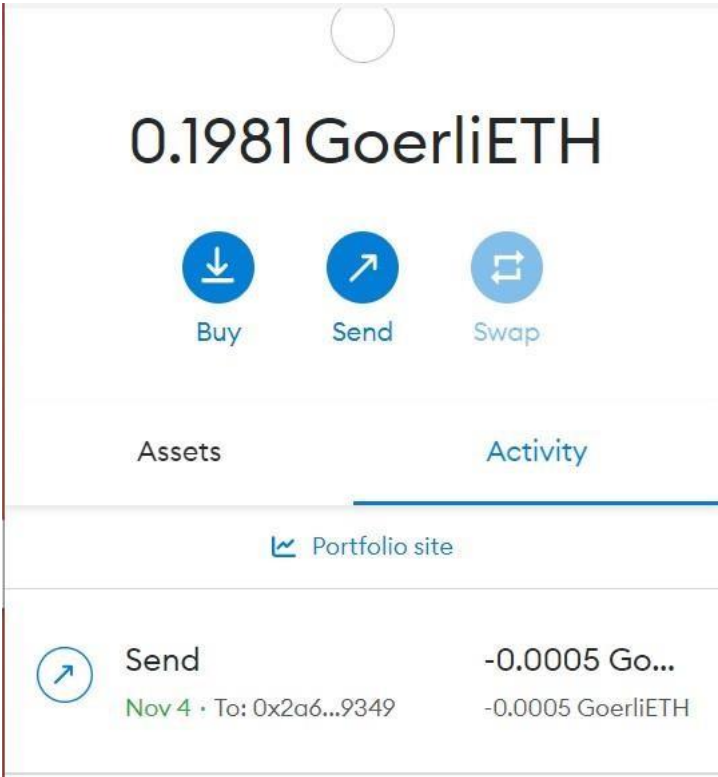 0.1981 GoerliETH
Buy Send Swap
Assets Activity
Portfolio site
Send -0.0005 Go...
Nov 4 · To: 0x2a6...9349 -0.0005 GoerliETH